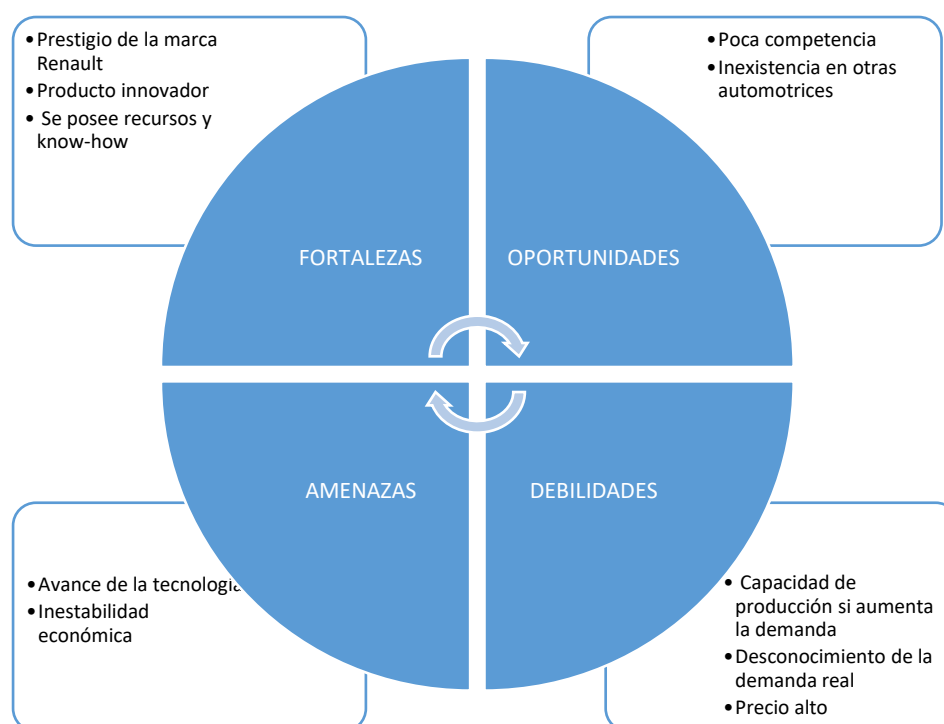 •Prestigio de la marca
Renault
•Producto innovador
• Se posee recursos y
know-how
•Poca competencia
•Inexistencia en otras
automotrices
FORTALEZAS
OPORTUNIDADES
AMENAZAS
DEBILIDADES
•Avance de la tecnología
•Inestabilidad
económica
• Capacidad de
producción si aumenta
la demanda
•Desconocimiento de la
demanda real
•Precio alto